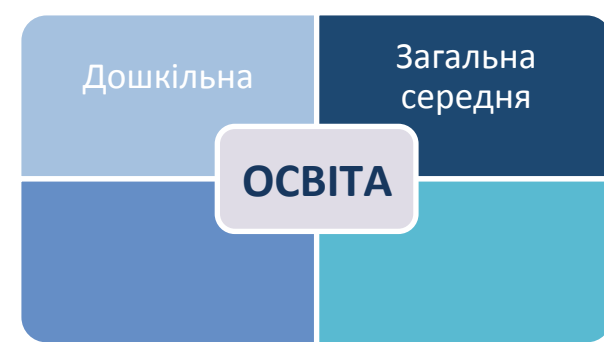 Дошкільна
Загальна
середня
ОСВІТА